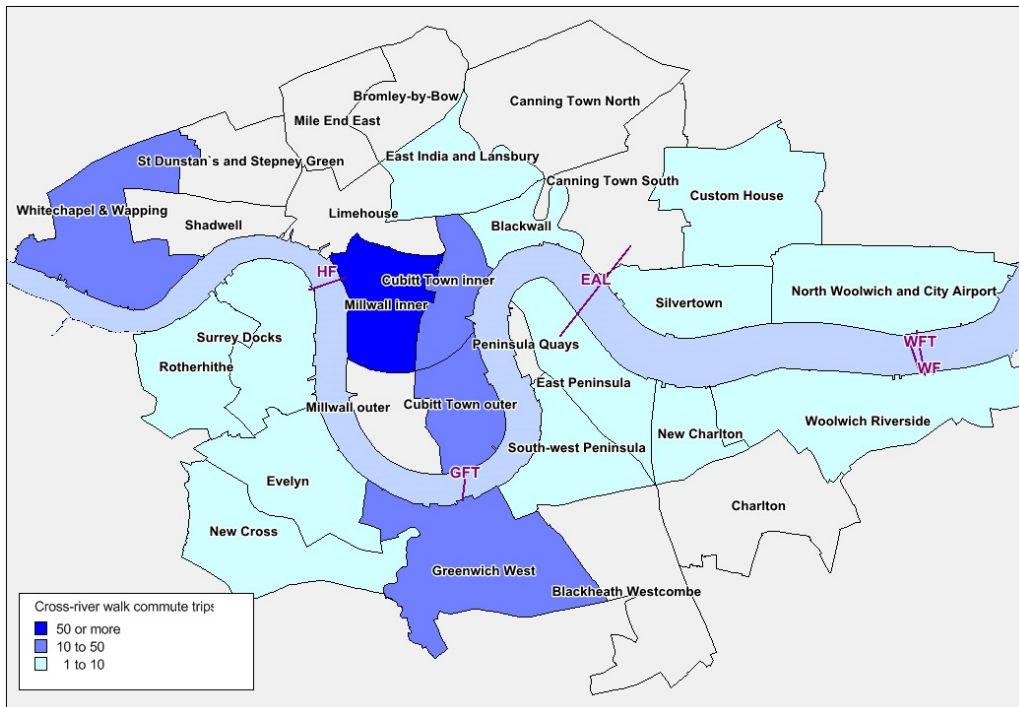 Bromley-by-Bow
Canning Town North
Mile End East
St Dunstan`s and Stepney Green
East India and Lansbury
Canning Town South
Custom House
Whitechapel & Wapping
Limehouse
Shadwell
Blackwall
HF
Cubitt Town inner
EAL
North Woolwich and City Airport
Millwall inner
Silvertown
Surrey Docks
Peninsula Quays
WFT
Rotherhithe
WF
East Peninsula
Millwall outer
Cubitt Town outer
Woolwich Riverside
South-west Peninsula
New Charlton
GFT
Evelyn
Charlton
New Cross
Greenwich West
Blackheath Westcombe
Cross-river walk commute trips
50 or more
10 to 50
1 to 10